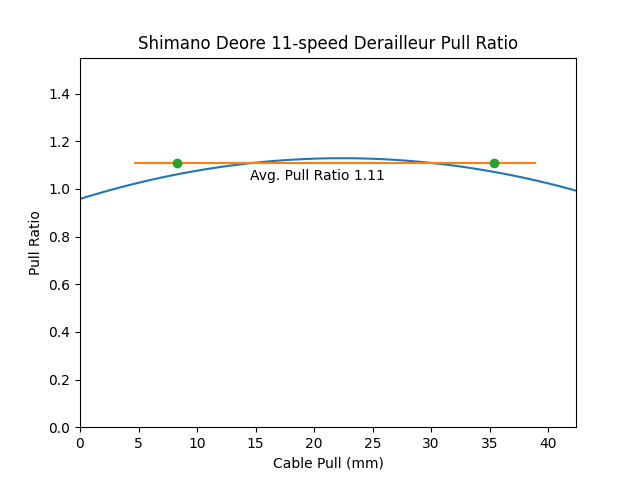 Shimano Deore 11-speed Derailleur Pull Ratio
1.4
1.2
1.0
0.8
0.6
0.4
0.2
0.0
Pull Ratio
Avg. Pull Ratio 1.11
0 5 10 15 20 25 30 35 40
Cable Pull (mm)